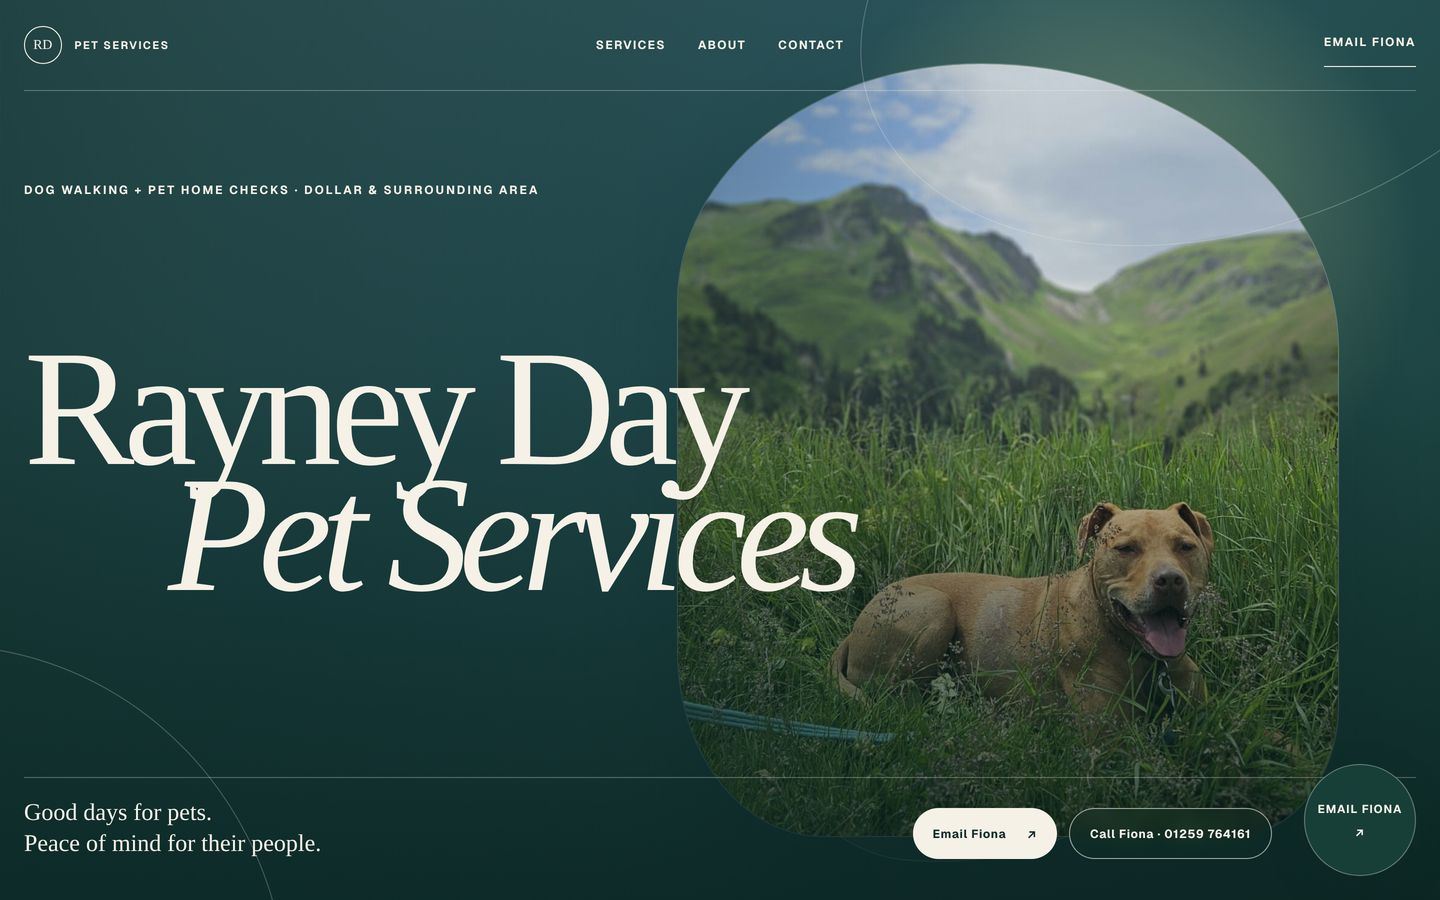 RD PET SERVICES
SERVICES ABOUT CONTACT
EMAIL FIONA
DOG WALKING + PET HOME CHECKS · DOLLAR & SURROUNDING AREA
Rayney Day
Pet Services
Good days for pets.
Peace of mind for their people.
Email Fiona ↗
Call Fiona · 01259 764161
EMAIL FIONA
↗